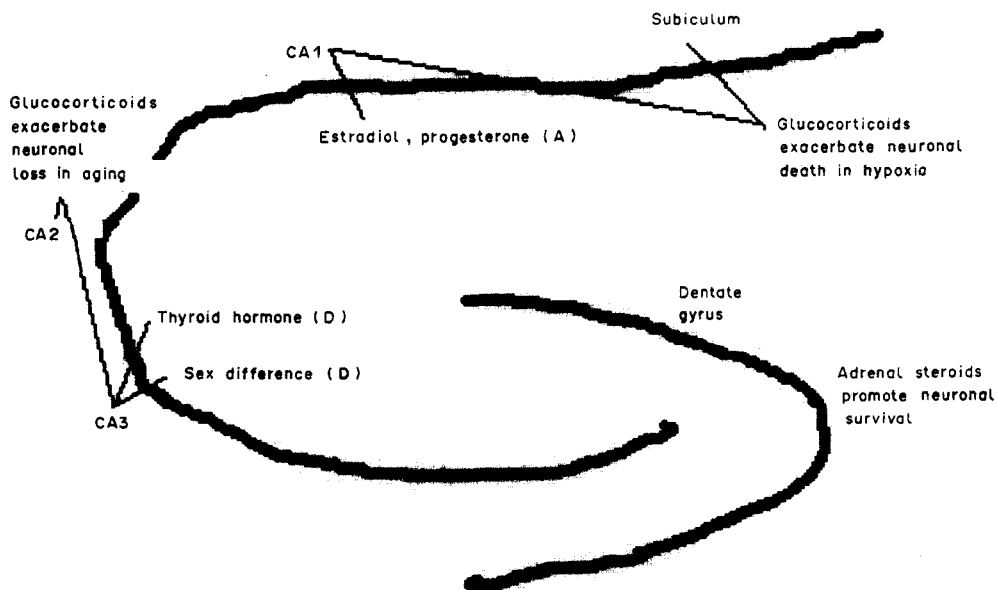 Subiculum
CA1
Glucocorticoids
exacerbate
neuronal
loss in aging
Estradiol, progesterone (A)
Glucocorticoids
exacerbate neuronal
death in hypoxia
CA2
Dentate
gyrus
Thyroid hormone (D)
Sex difference (D)
Adrenal steroids
promote neuronal
survival
CA3